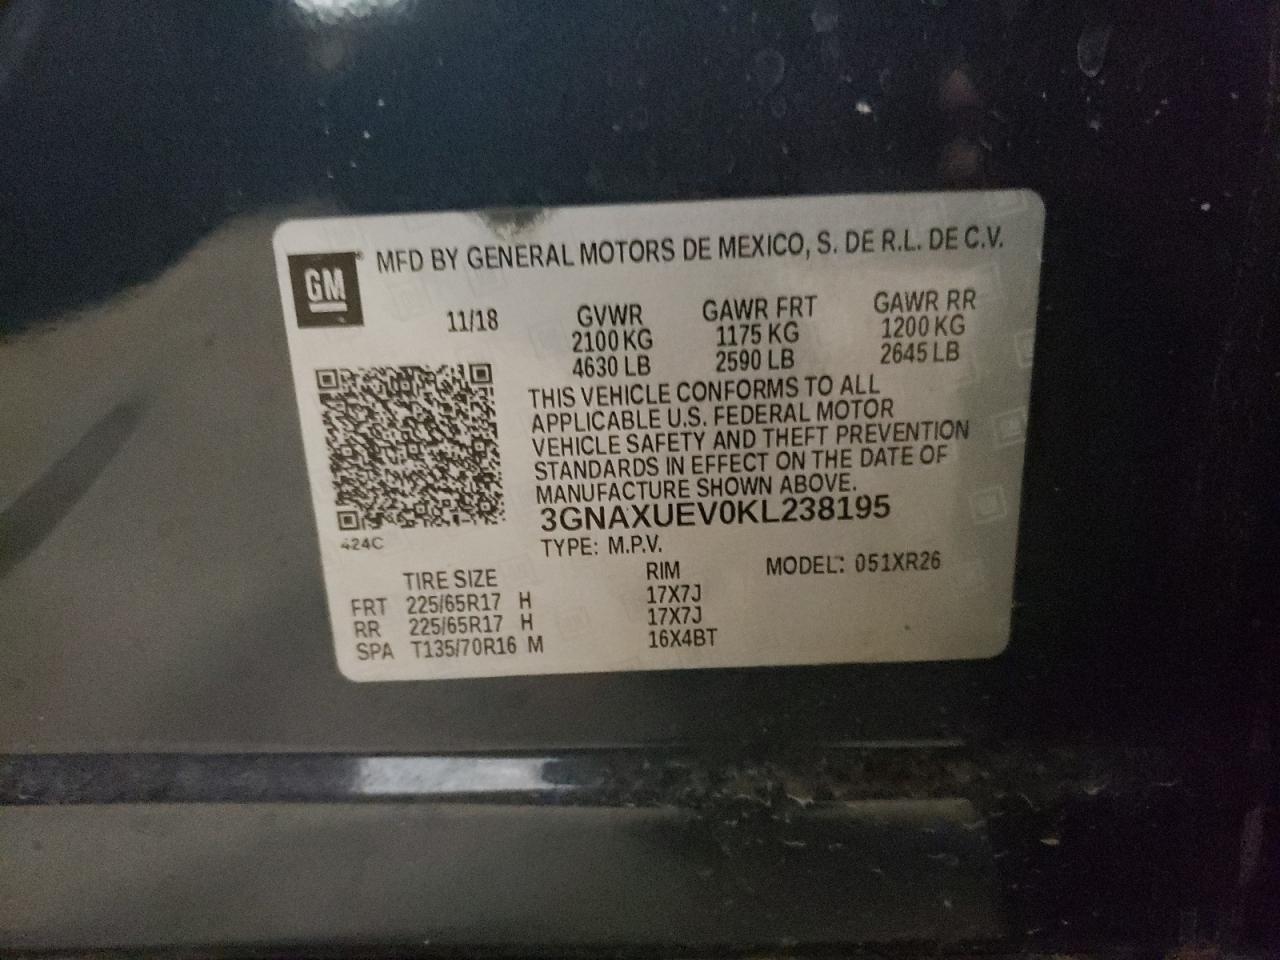 GM® MFD BY GENERAL MOTORS DE MEXICO, S. DE R.L. DE C.V.
11/18 GVWR GAWR FRT GAWR RR
2100 KG 1175 KG 1200 KG
4630 LB 2590 LB 2645 LB
THIS VEHICLE CONFORMS TO ALL
APPLICABLE U.S. FEDERAL MOTOR
VEHICLE SAFETY AND THEFT PREVENTION
STANDARDS IN EFFECT ON THE DATE OF
MANUFACTURE SHOWN ABOVE.
3GNAXUEV0KL238195
424C TYPE: M.P.V.
TIRE SIZE RIM MODEL: 051XR26
FRT 225/65R17 H 17X7J
RR 225/65R17 H 17X7J
SPA T135/70R16 M 16X4BT